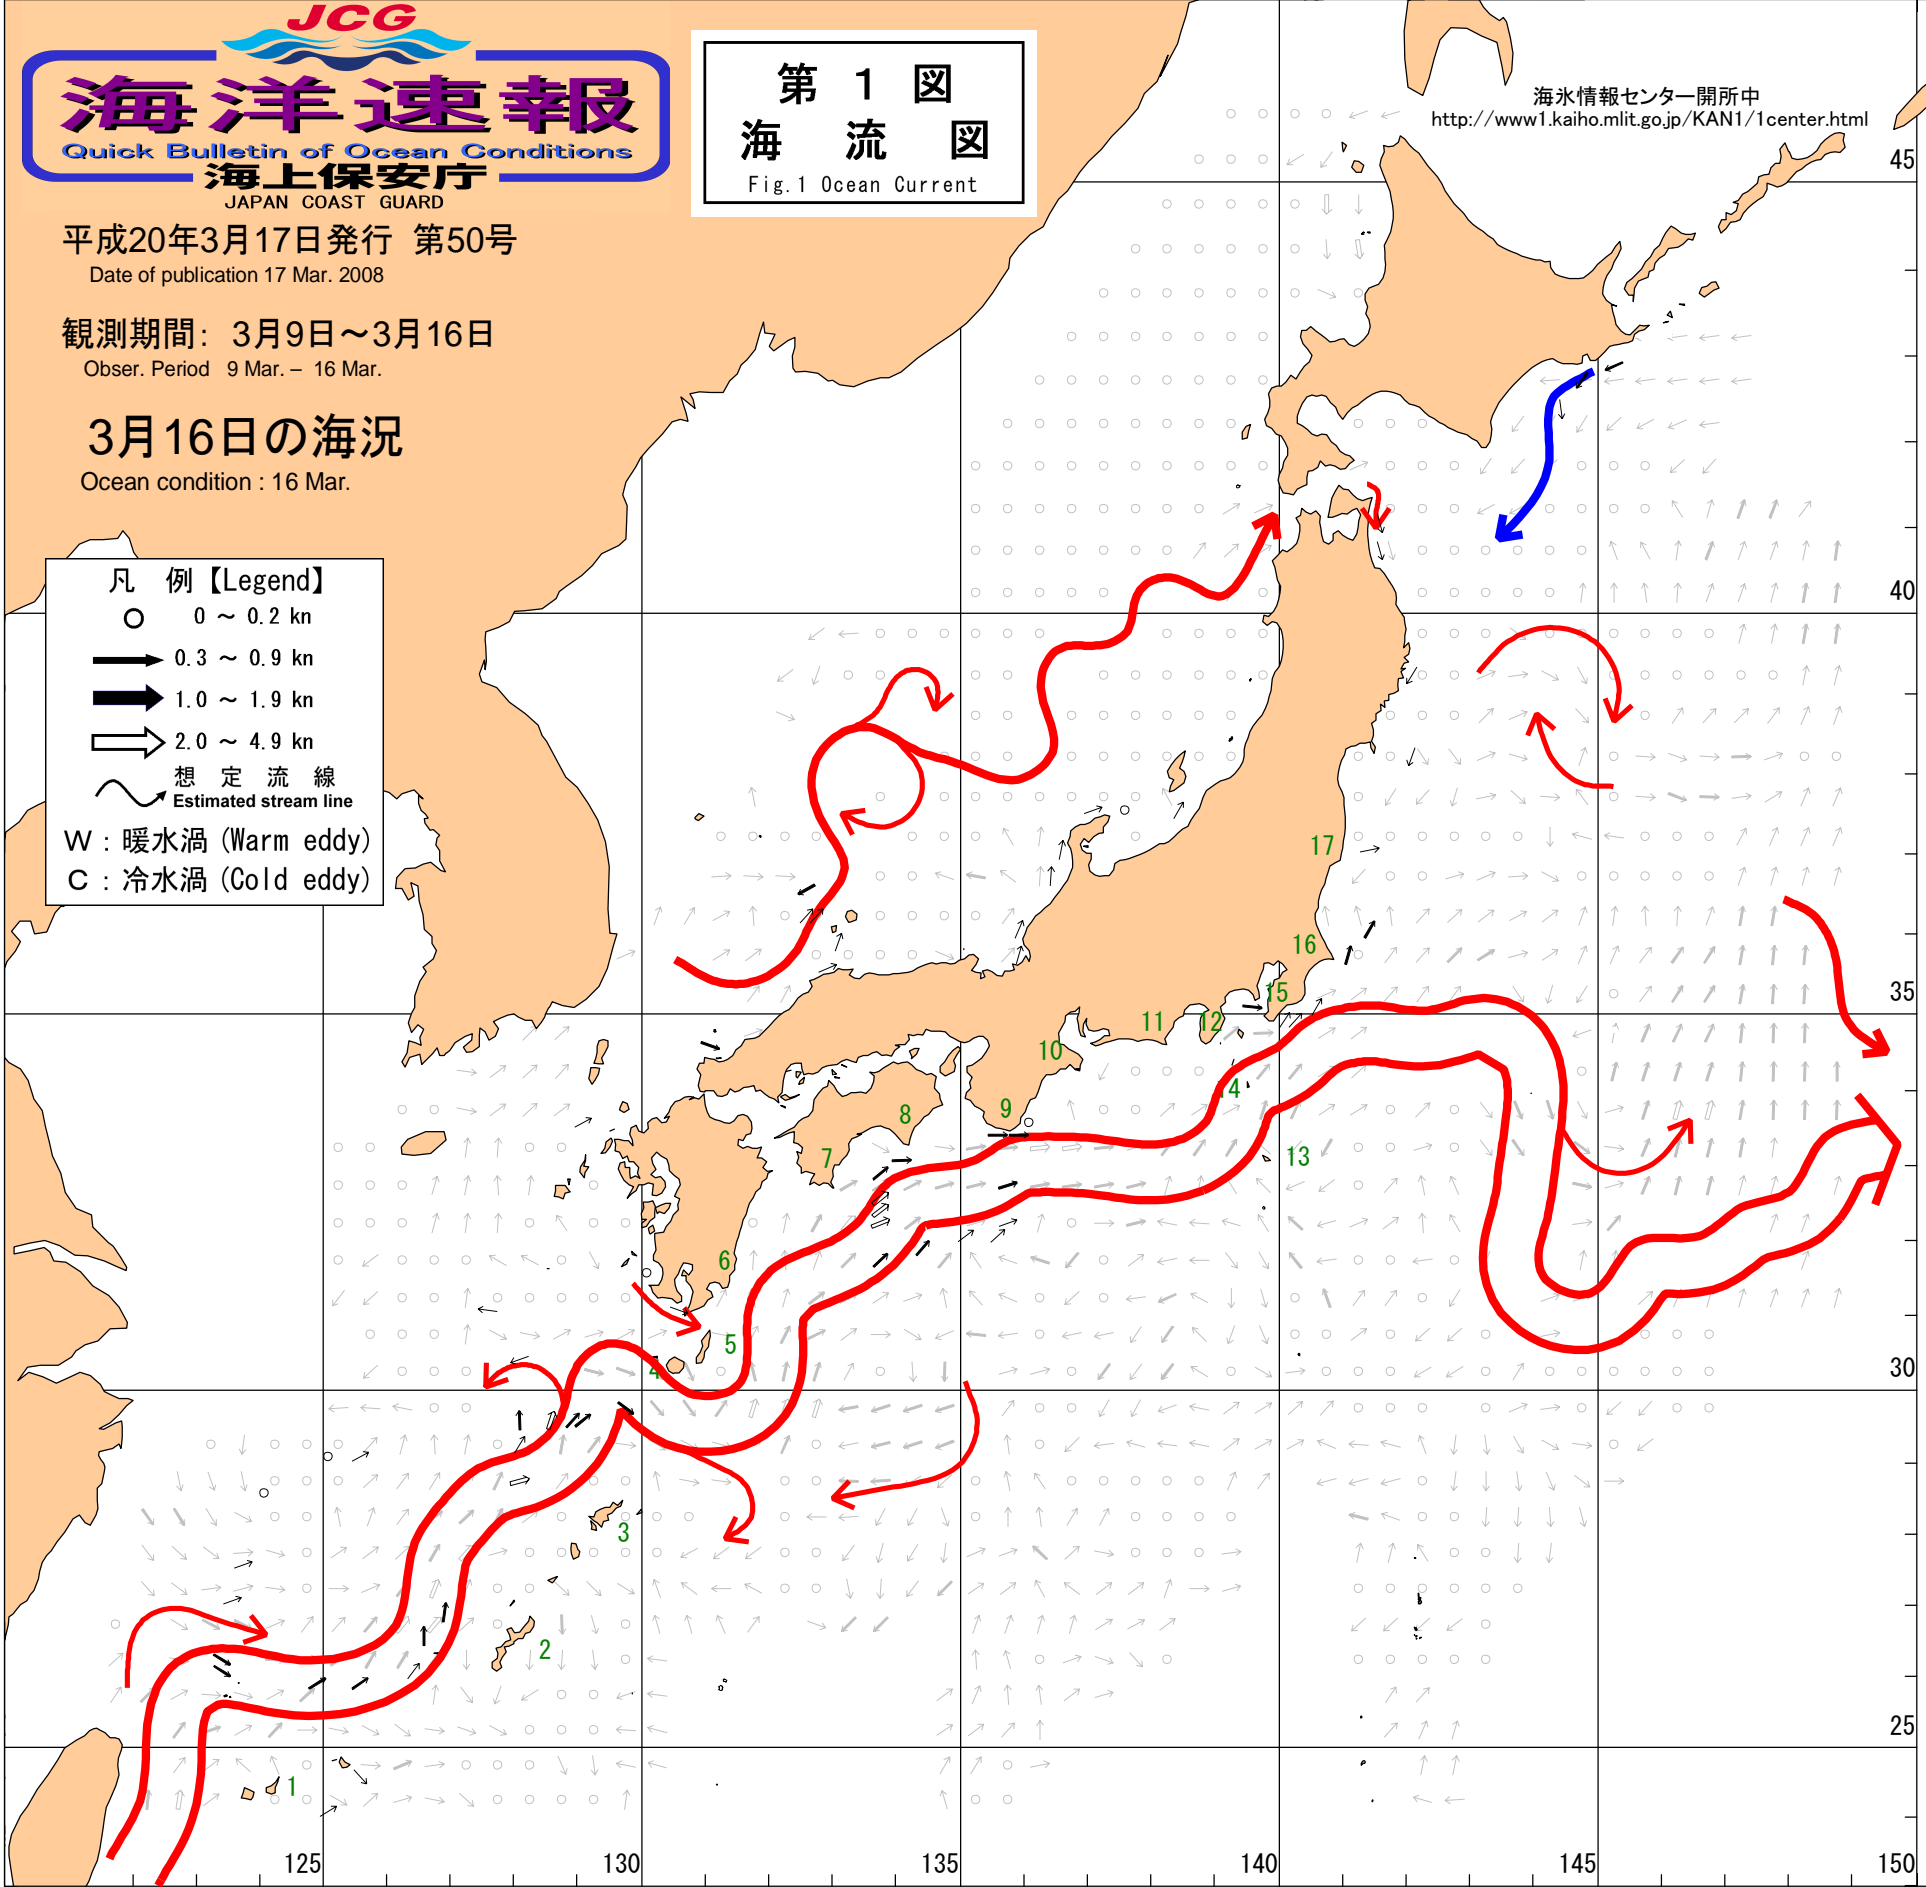 JCG
海洋速報
Quick Bulletin of Ocean Conditions
海上保安庁
JAPAN COAST GUARD
平成20年3月17日発行 第50号
Date of publication 17 Mar. 2008
観測期間: 3月9日～3月16日
Obser. Period 9 Mar. – 16 Mar.
3月16日の海況
Ocean condition : 16 Mar.
第 1 図
海 流 図
Fig.1 Ocean Current
海氷情報センター開所中
http://www1.kaiho.mlit.go.jp/KAN1/1center.html
凡 例【Legend】
0 ～ 0.2 kn
0.3 ～ 0.9 kn
1.0 ～ 1.9 kn
2.0 ～ 4.9 kn
想 定 流 線
Estimated stream line
W : 暖水渦 (Warm eddy)
C : 冷水渦 (Cold eddy)
45
40
17
16
35
15
12
11
10
14
9
8
7
13
6
5
4
30
3
2
25
1
125
130
135
140
145
150